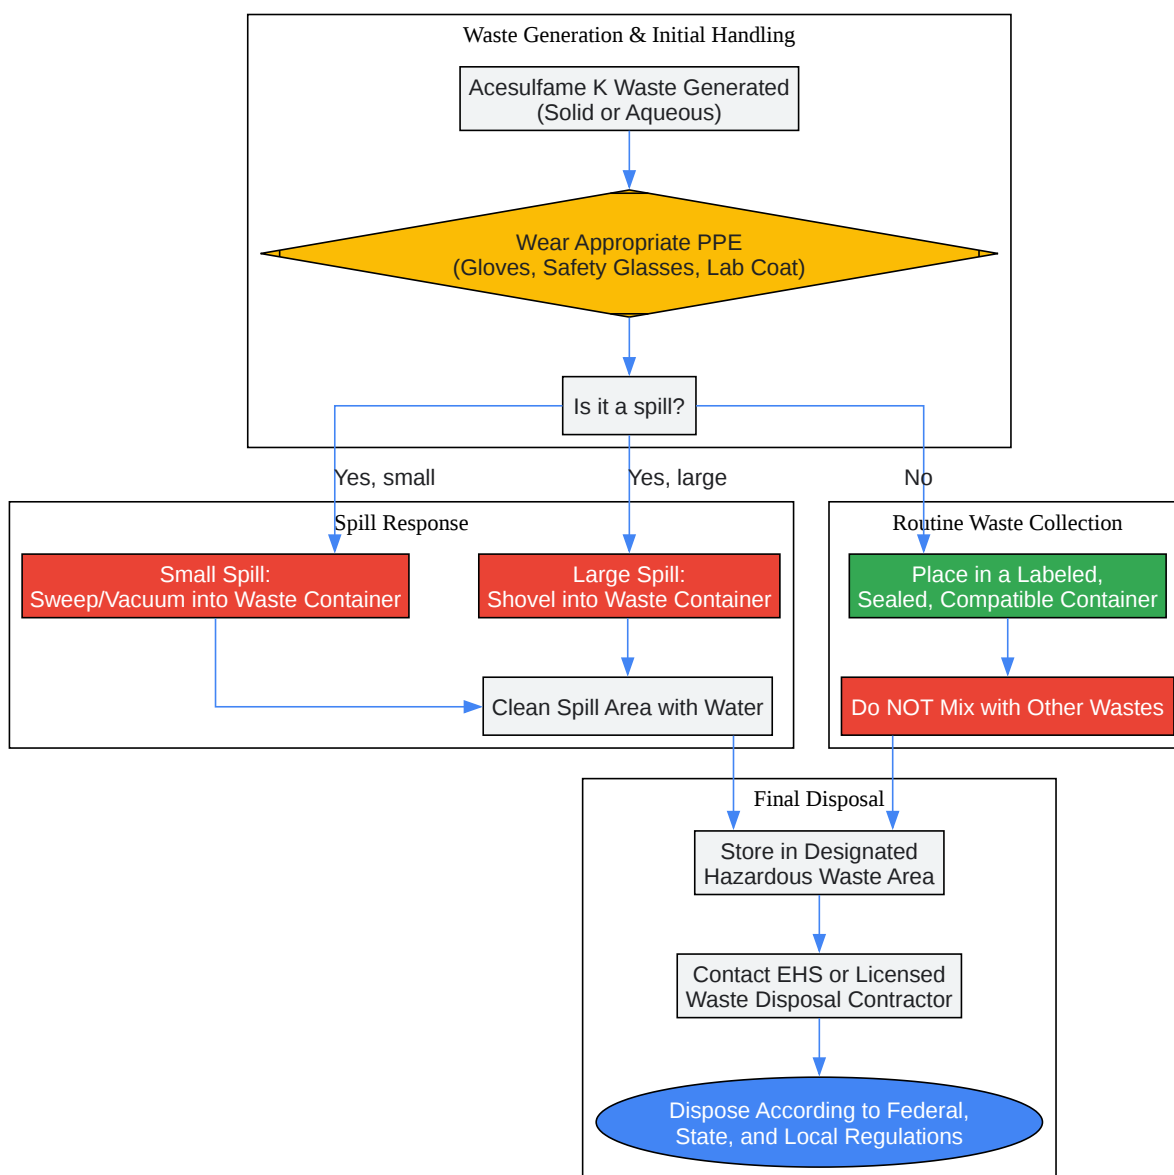 Waste Generation & Initial Handling
Acesulfame K Waste Generated
(Solid or Aqueous)
Wear Appropriate PPE
(Gloves, Safety Glasses, Lab Coat)
Is it a spill?
Yes, small
Yes, large
No
Spill Response
Routine Waste Collection
Small Spill:
Sweep/Vacuum into Waste Container
Large Spill:
Shovel into Waste Container
Place in a Labeled,
Sealed, Compatible Container
Clean Spill Area with Water
Do NOT Mix with Other Wastes
Final Disposal
Store in Designated
Hazardous Waste Area
Contact EHS or Licensed
Waste Disposal Contractor
Dispose According to Federal,
State, and Local Regulations